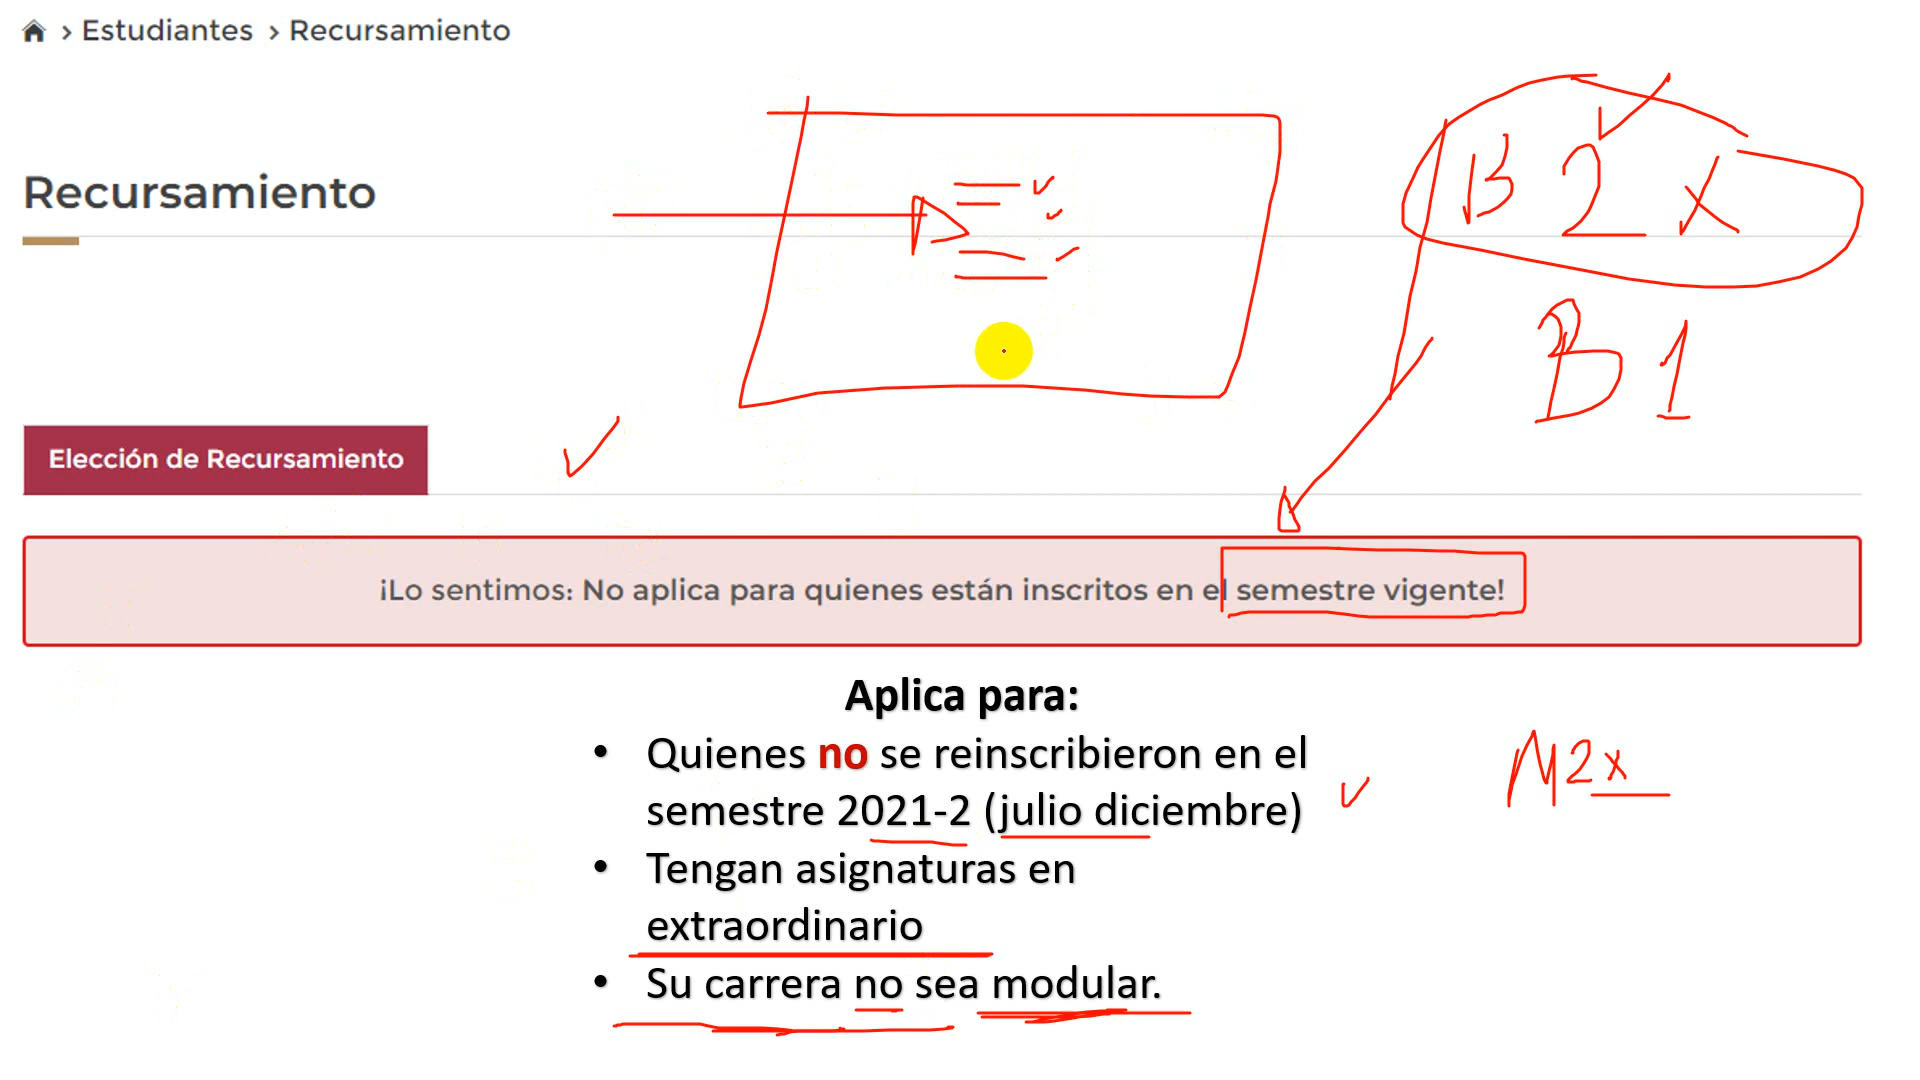 > Estudiantes > Recursamiento
Recursamiento
B 2 x
B 1
Elección de Recursamiento
¡Lo sentimos: No aplica para quienes están inscritos en el semestre vigente!
Aplica para:
• Quienes no se reinscribieron en el
semestre 2021-2 (julio diciembre)
M2x
• Tengan asignaturas en
extraordinario
• Su carrera no sea modular.